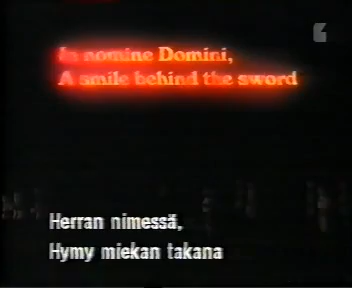 In nomine Domini,
A smile behind the sword
Herran nimessä,
Hymy miekan takana